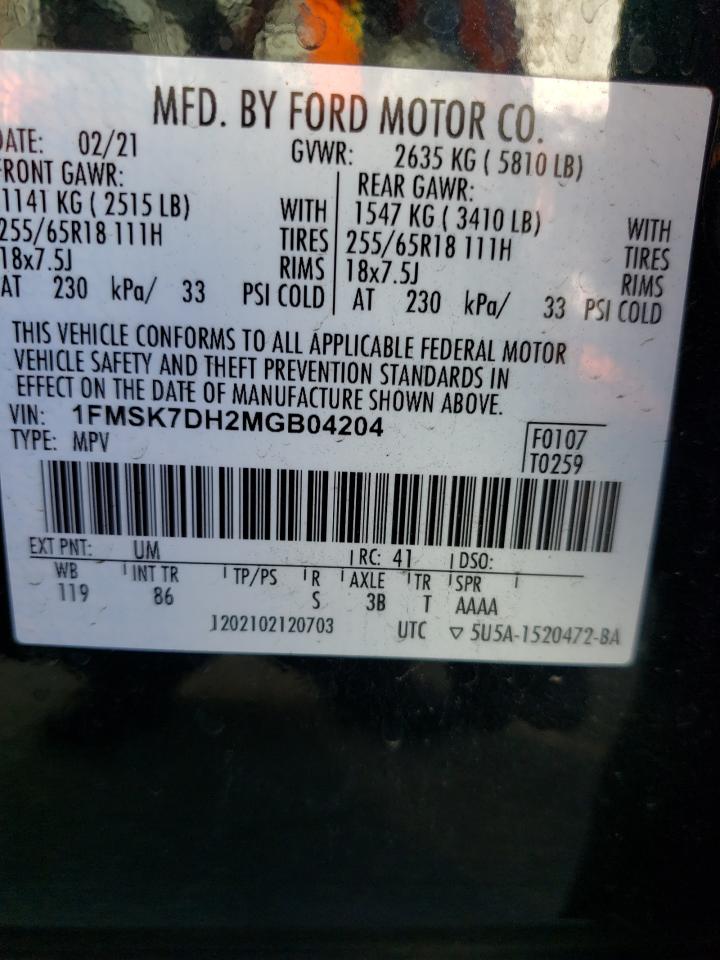 MFD. BY FORD MOTOR CO.
DATE: 02/21 GVWR: 2635 KG ( 5810 LB)
FRONT GAWR: REAR GAWR:
1141 KG ( 2515 LB) WITH 1547 KG ( 3410 LB) WITH
255/65R18 111H TIRES 255/65R18 111H TIRES
18x7.5J RIMS 18x7.5J RIMS
AT 230 kPa/ 33 PSI COLD AT 230 kPa/ 33 PSI COLD
THIS VEHICLE CONFORMS TO ALL APPLICABLE FEDERAL MOTOR
VEHICLE SAFETY AND THEFT PREVENTION STANDARDS IN
EFFECT ON THE DATE OF MANUFACTURE SHOWN ABOVE.
VIN: 1FMSK7DH2MGB04204
TYPE: MPV F0107
T0259
EXT PNT: UM RC: 41 DSO:
WB INT TR TP/PS R AXLE TR SPR
119 86 S 3B T AAAA
J202102120703 UTC ▽ 5U5A-1520472-BA